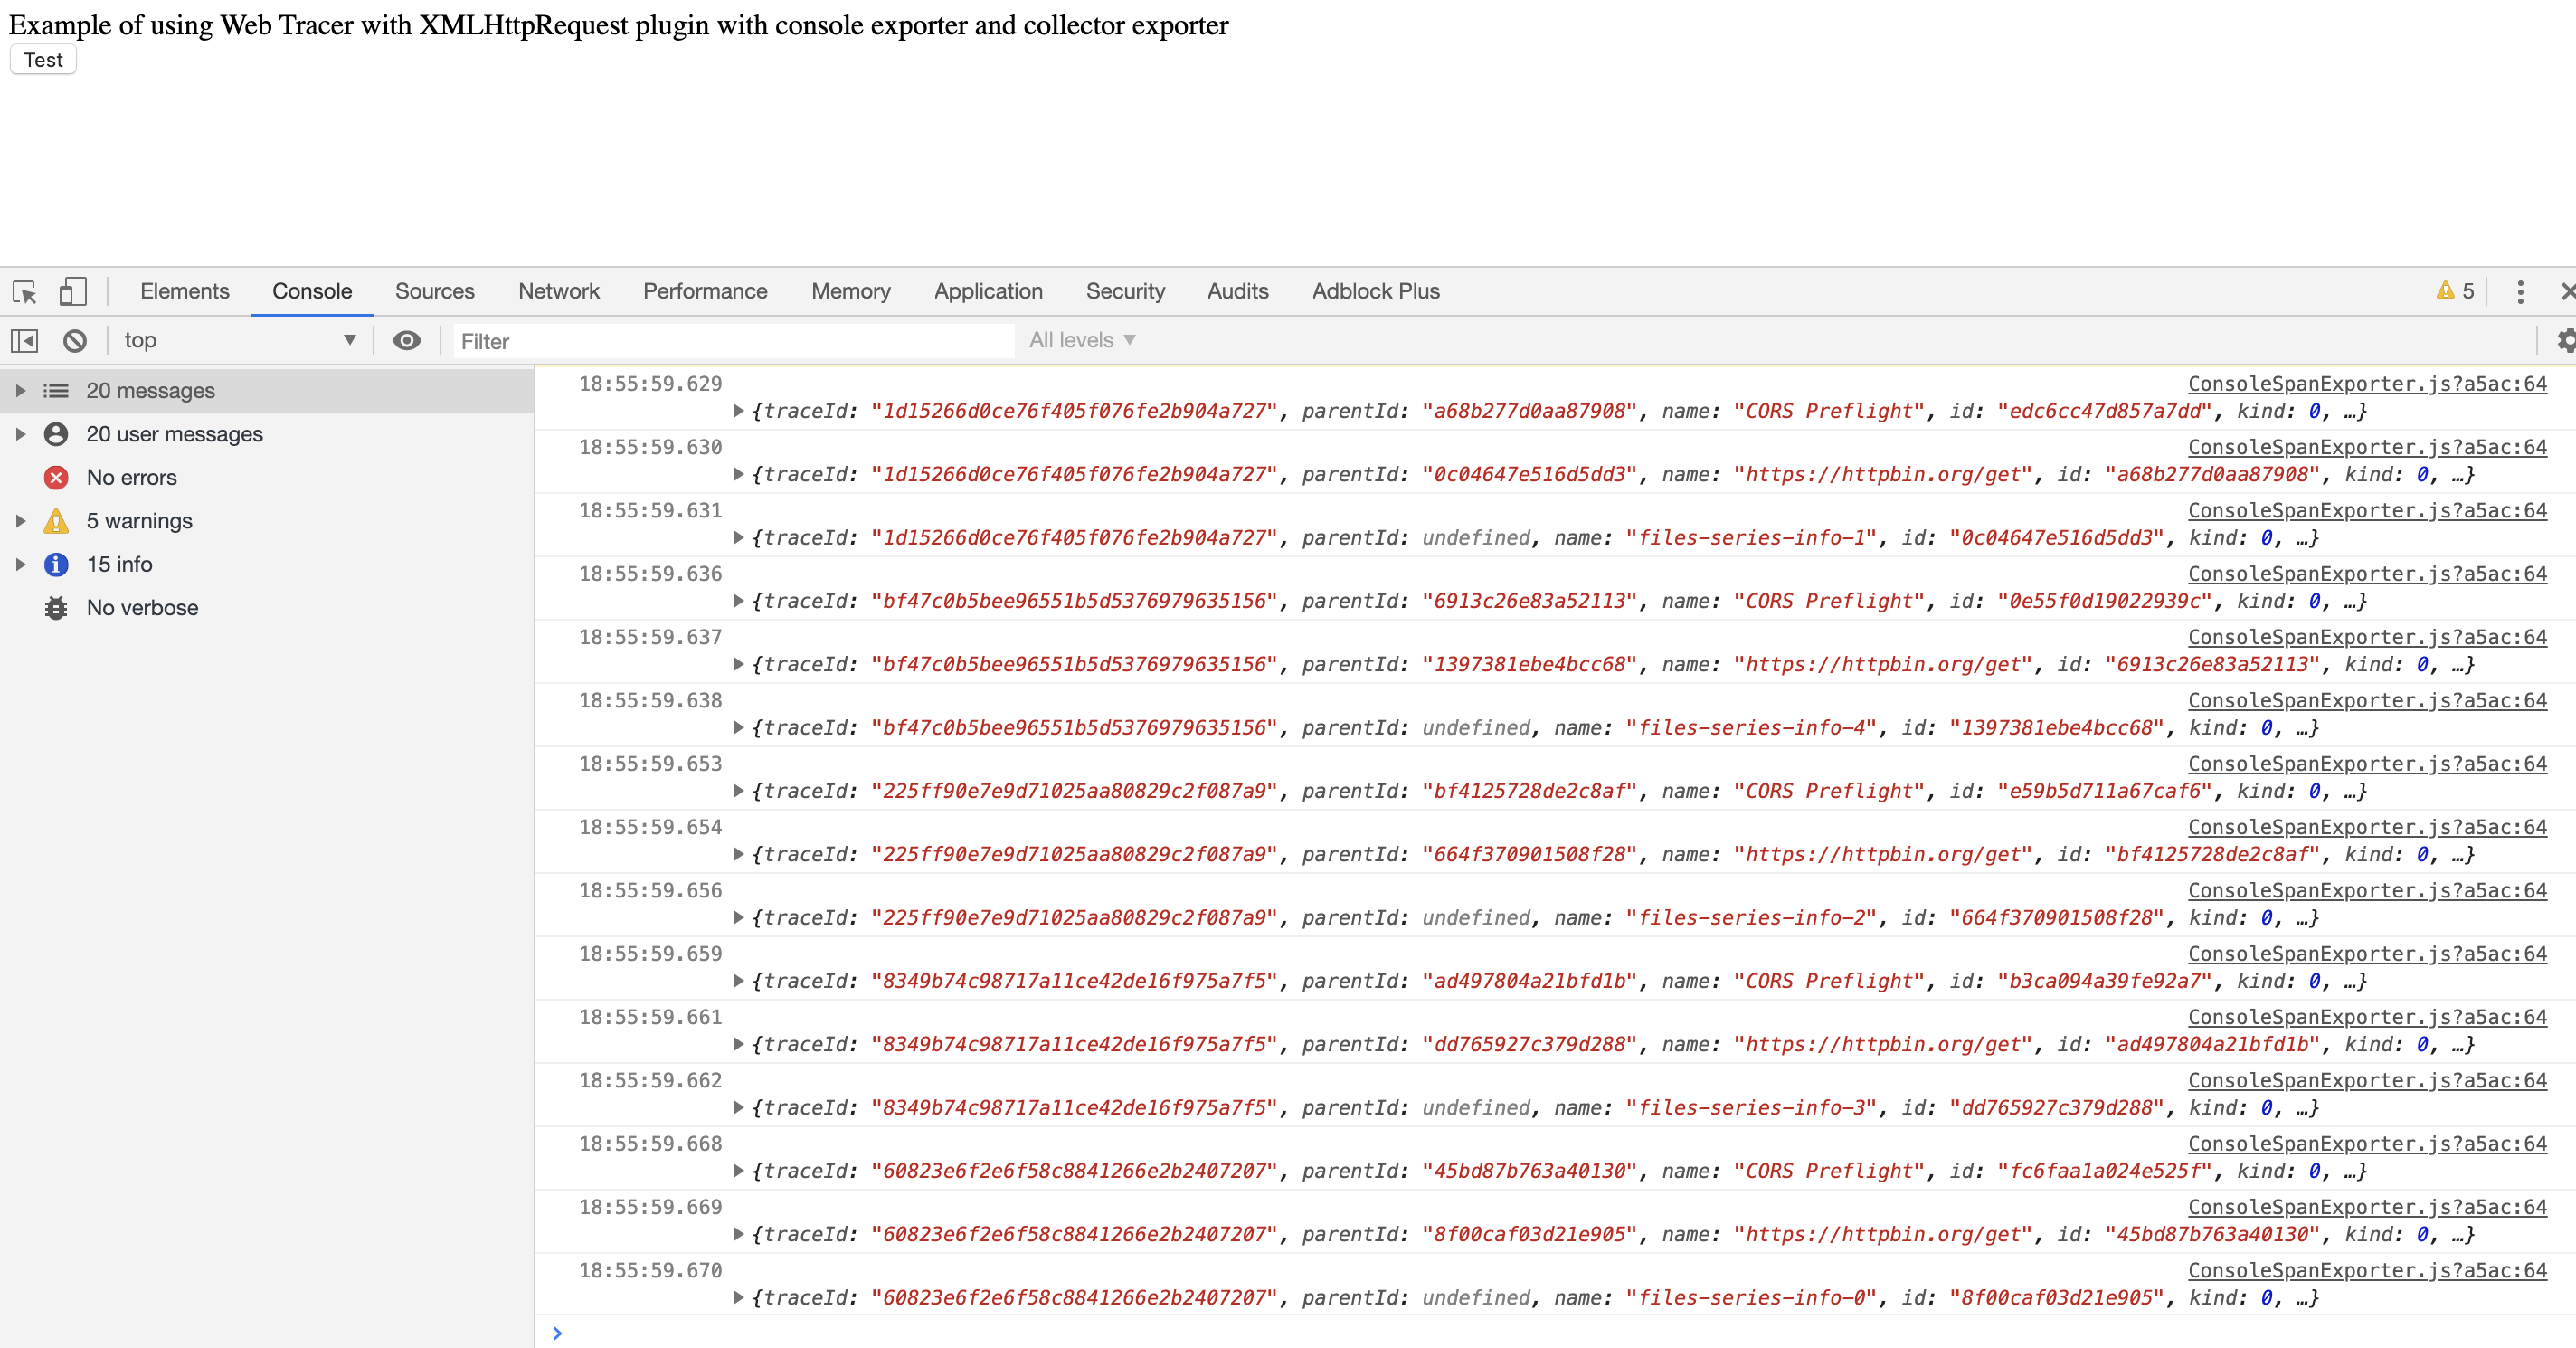 Example of using Web Tracer with XMLHttpRequest plugin with console exporter and collector exporter
Test
Elements Console Sources Network Performance Memory Application Security Audits Adblock Plus 5
top Filter All levels
20 messages
20 user messages
No errors
5 warnings
15 info
No verbose
18:55:59.629 ConsoleSpanExporter.js?a5ac:64
{traceId: "1d15266d0ce76f405f076fe2b904a727", parentId: "a68b277d0aa87908", name: "CORS Preflight", id: "edc6cc47d857a7dd", kind: 0, …}
18:55:59.630 ConsoleSpanExporter.js?a5ac:64
{traceId: "1d15266d0ce76f405f076fe2b904a727", parentId: "0c04647e516d5dd3", name: "https://httpbin.org/get", id: "a68b277d0aa87908", kind: 0, …}
18:55:59.631 ConsoleSpanExporter.js?a5ac:64
{traceId: "1d15266d0ce76f405f076fe2b904a727", parentId: undefined, name: "files-series-info-1", id: "0c04647e516d5dd3", kind: 0, …}
18:55:59.636 ConsoleSpanExporter.js?a5ac:64
{traceId: "bf47c0b5bee96551b5d5376979635156", parentId: "6913c26e83a52113", name: "CORS Preflight", id: "0e55f0d19022939c", kind: 0, …}
18:55:59.637 ConsoleSpanExporter.js?a5ac:64
{traceId: "bf47c0b5bee96551b5d5376979635156", parentId: "1397381ebe4bcc68", name: "https://httpbin.org/get", id: "6913c26e83a52113", kind: 0, …}
18:55:59.638 ConsoleSpanExporter.js?a5ac:64
{traceId: "bf47c0b5bee96551b5d5376979635156", parentId: undefined, name: "files-series-info-4", id: "1397381ebe4bcc68", kind: 0, …}
18:55:59.653 ConsoleSpanExporter.js?a5ac:64
{traceId: "225ff90e7e9d71025aa80829c2f087a9", parentId: "bf4125728de2c8af", name: "CORS Preflight", id: "e59b5d711a67caf6", kind: 0, …}
18:55:59.654 ConsoleSpanExporter.js?a5ac:64
{traceId: "225ff90e7e9d71025aa80829c2f087a9", parentId: "664f370901508f28", name: "https://httpbin.org/get", id: "bf4125728de2c8af", kind: 0, …}
18:55:59.656 ConsoleSpanExporter.js?a5ac:64
{traceId: "225ff90e7e9d71025aa80829c2f087a9", parentId: undefined, name: "files-series-info-2", id: "664f370901508f28", kind: 0, …}
18:55:59.659 ConsoleSpanExporter.js?a5ac:64
{traceId: "8349b74c98717a11ce42de16f975a7f5", parentId: "ad497804a21bfd1b", name: "CORS Preflight", id: "b3ca094a39fe92a7", kind: 0, …}
18:55:59.661 ConsoleSpanExporter.js?a5ac:64
{traceId: "8349b74c98717a11ce42de16f975a7f5", parentId: "dd765927c379d288", name: "https://httpbin.org/get", id: "ad497804a21bfd1b", kind: 0, …}
18:55:59.662 ConsoleSpanExporter.js?a5ac:64
{traceId: "8349b74c98717a11ce42de16f975a7f5", parentId: undefined, name: "files-series-info-3", id: "dd765927c379d288", kind: 0, …}
18:55:59.668 ConsoleSpanExporter.js?a5ac:64
{traceId: "60823e6f2e6f58c8841266e2b2407207", parentId: "45bd87b763a40130", name: "CORS Preflight", id: "fc6faa1a024e525f", kind: 0, …}
18:55:59.669 ConsoleSpanExporter.js?a5ac:64
{traceId: "60823e6f2e6f58c8841266e2b2407207", parentId: "8f00caf03d21e905", name: "https://httpbin.org/get", id: "45bd87b763a40130", kind: 0, …}
18:55:59.670 ConsoleSpanExporter.js?a5ac:64
{traceId: "60823e6f2e6f58c8841266e2b2407207", parentId: undefined, name: "files-series-info-0", id: "8f00caf03d21e905", kind: 0, …}